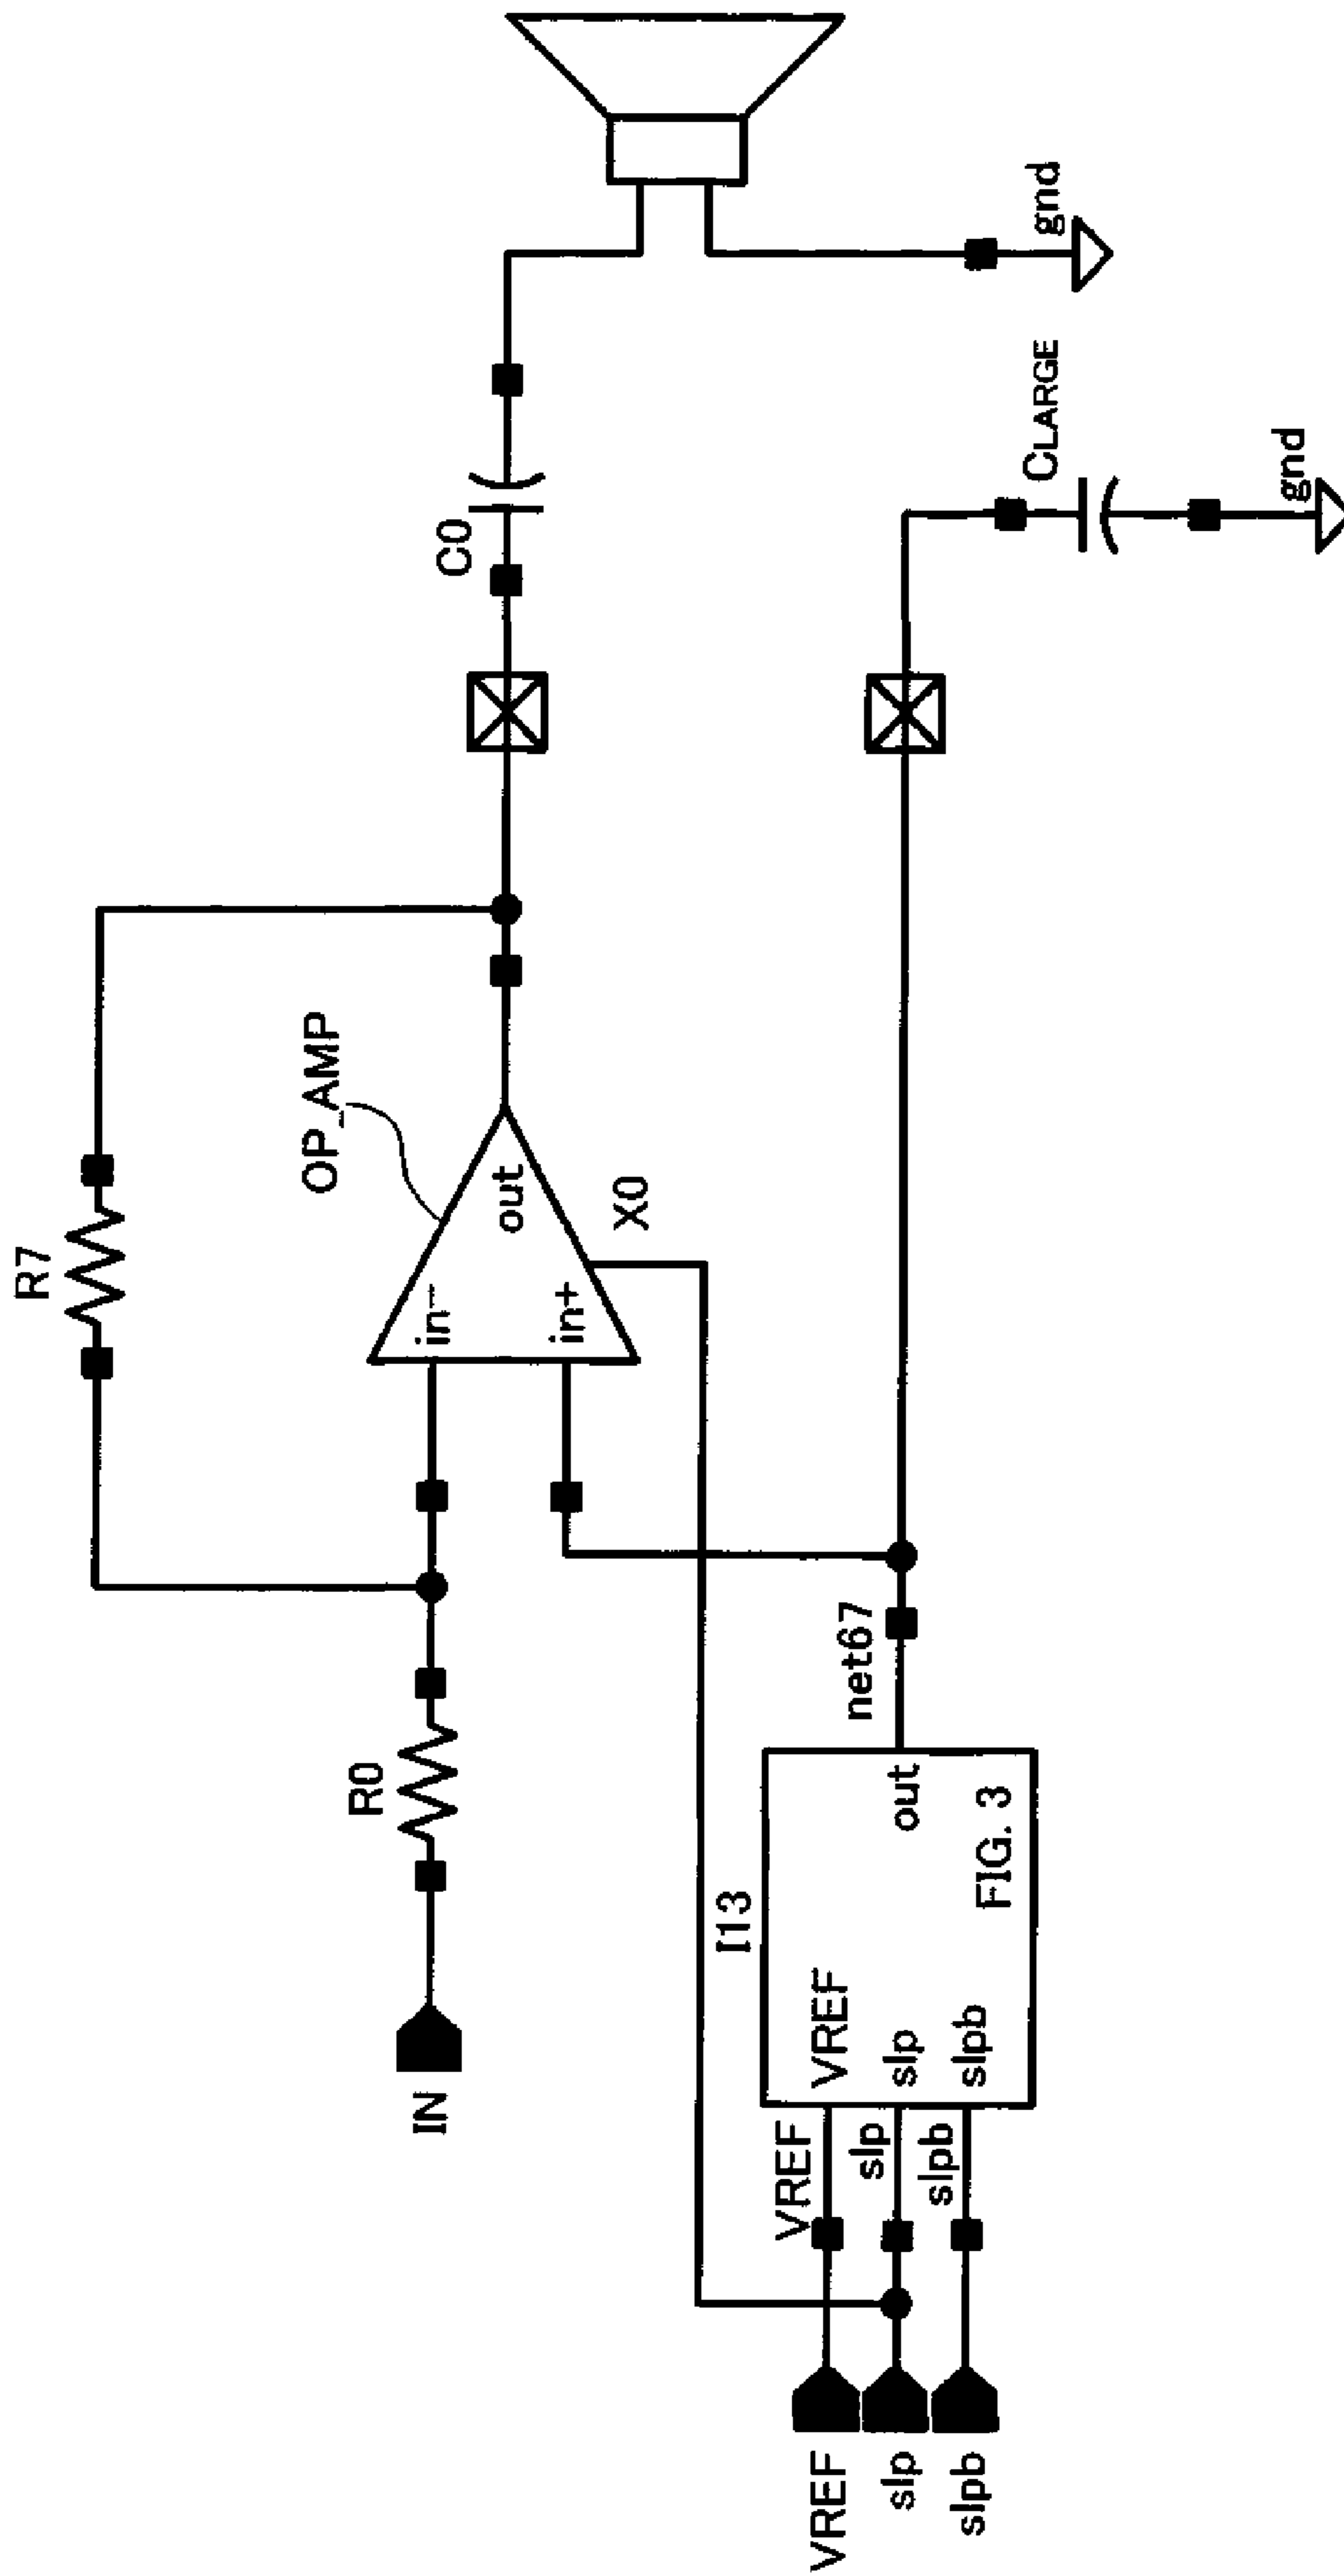 R7
OP_AMP
C0
in-
out
in+
X0
R0
IN
gnd
CLARGE
gnd
net67
I13
VREF
out
slp
slpb
FIG. 3
VREF
slp
slpb
VREF
slp
slpb